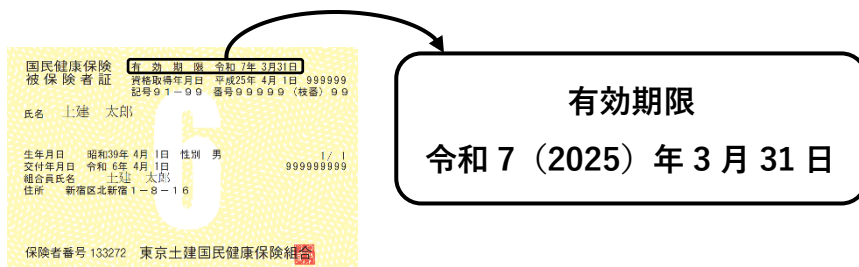 国民健康保険
被保険者証
有効期限 令和 7年 3月31日
資格取得年月日 平成25年 4月 1日 999999
記号91-99 番号99999 (枝番) 99
氏名 土建 太郎
6
生年月日 昭和39年 4月 1日 性別 男 1/ 1
交付年月日 令和 6年 4月 1日 999999999
組合員氏名 土建 太郎
住所 新宿区北新宿1-8-16
保険者番号 133272 東京土建国民健康保険組合
有効期限
令和 7（2025）年 3 月 31 日